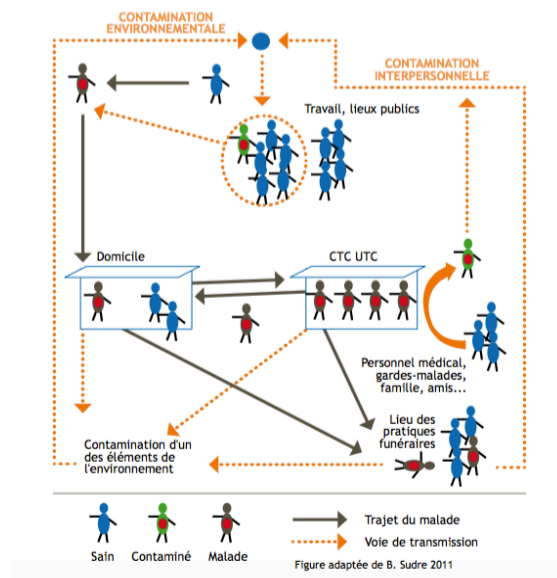 CONTAMINATION
ENVIRONNEMENTALE
CONTAMINATION
INTERPERSONNELLE
Travail, lieux publics
Domicile
CTC UTC
Personnel médical,
gardes-malades,
famille, amis...
Lieu des
pratiques
funéraires
Contamination d'un
des éléments de
l'environnement
Sain
Contaminé
Malade
Trajet du malade
Voie de transmission
Figure adaptée de B. Sudre 2011